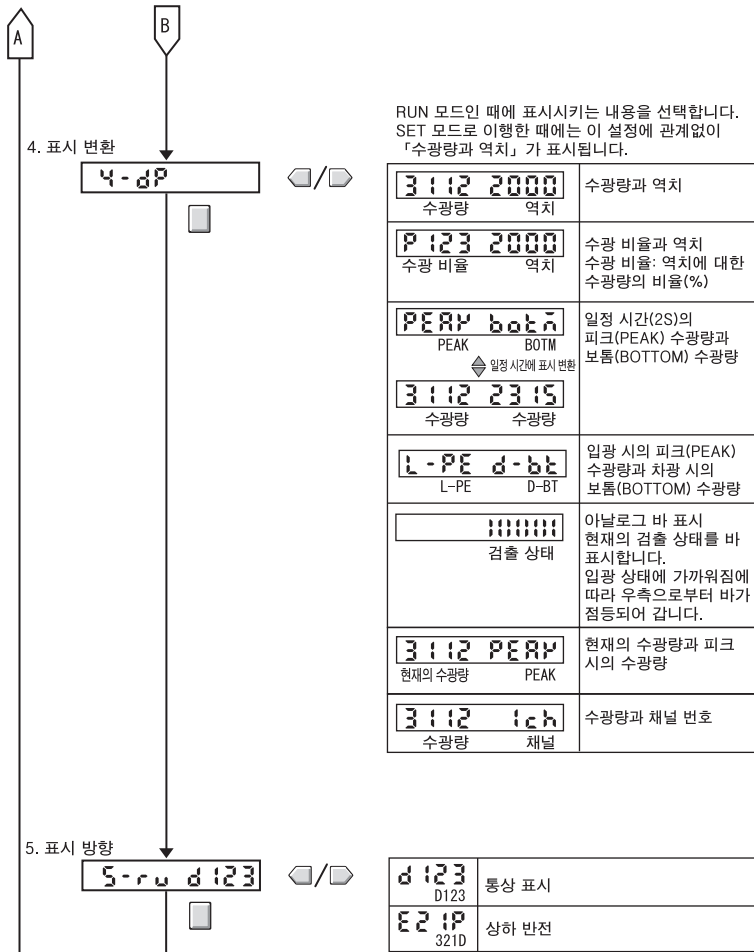 A
B
RUN 모드인 때에 표시시키는 내용을 선택합니다.
SET 모드로 이행한 때에는 이 설정에 관계없이
「수광량과 역치」가 표시됩니다.
4. 표시 변환
4-dP
/
3112 2000
수광량 역치
수광량과 역치
P123 2000
수광 비율 역치
수광 비율과 역치
수광 비율: 역치에 대한
수광량의 비율(%)
PEAK botm
PEAK BOTM
일정 시간에 표시 변환
3112 2315
수광량 수광량
일정 시간(2S)의
피크(PEAK) 수광량과
보톰(BOTTOM) 수광량
L-PE d-bt
L-PE D-BT
입광 시의 피크(PEAK)
수광량과 차광 시의
보톰(BOTTOM) 수광량
검출 상태
아날로그 바 표시
현재의 검출 상태를 바
표시합니다.
입광 상태에 가까워짐에
따라 우측으로부터 바가
점등되어 갑니다.
3112 PEAK
현재의 수광량 PEAK
현재의 수광량과 피크
시의 수광량
3112 1ch
수광량 채널
수광량과 채널 번호
5. 표시 방향
5-ru d123
/
d123
D123
통상 표시
E21P
321D
상하 반전